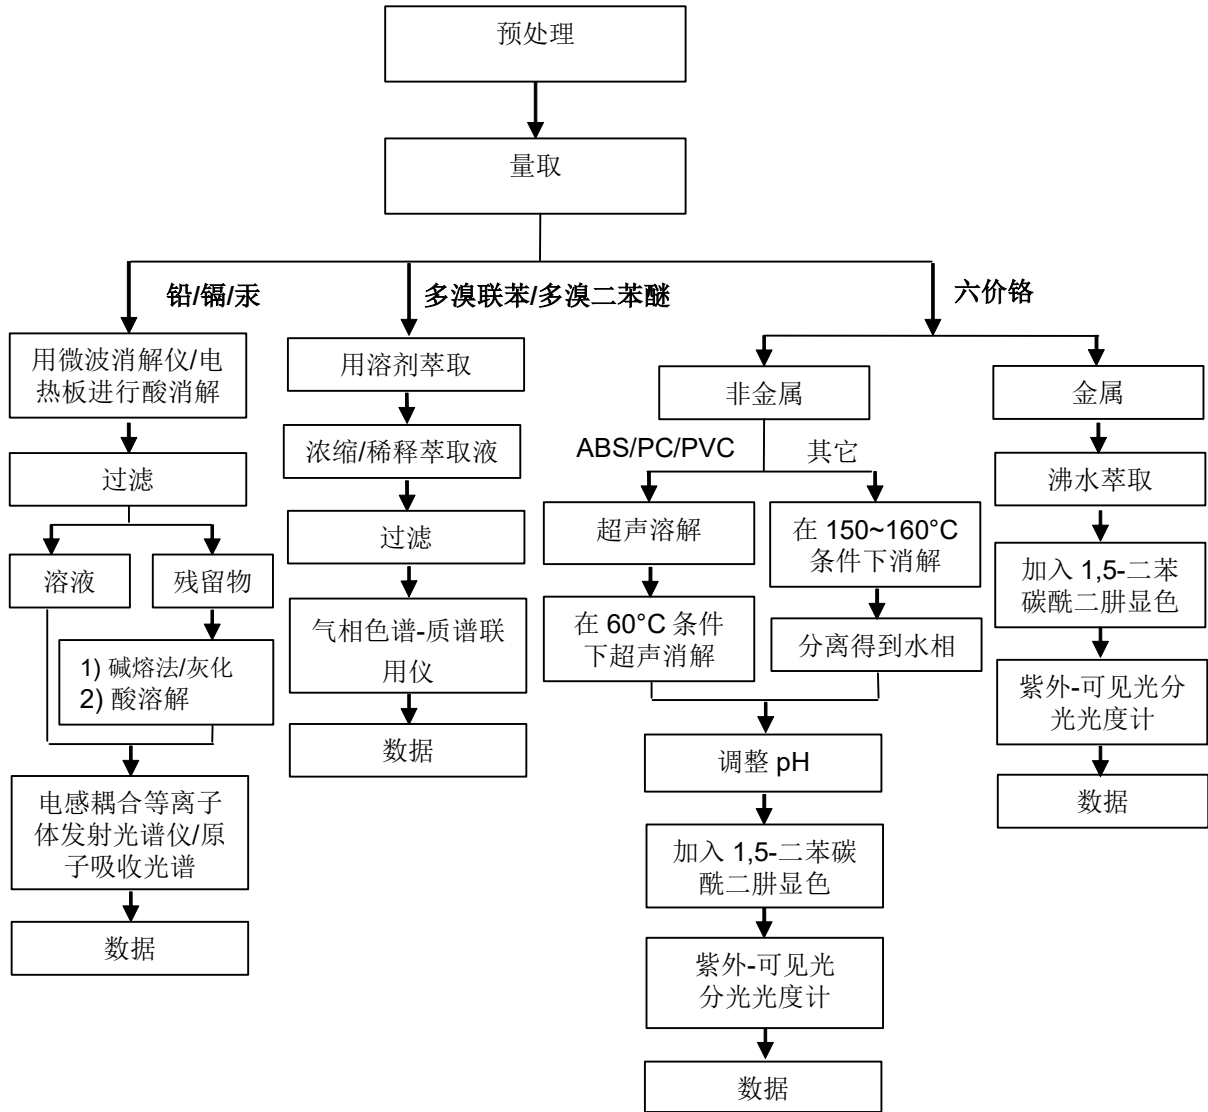 预处理
量取
铅/镉/汞
多溴联苯/多溴二苯醚
六价铬
用微波消解仪/电
热板进行酸消解
过滤
溶液
残留物
1) 碱熔法/灰化
2) 酸溶解
电感耦合等离子
体发射光谱仪/原
子吸收光谱
数据
用溶剂萃取
浓缩/稀释萃取液
过滤
气相色谱-质谱联
用仪
数据
非金属
ABS/PC/PVC
其它
超声溶解
在 60°C 条件
下超声消解
在 150~160°C
条件下消解
分离得到水相
调整 pH
加入 1,5-二苯碳
酰二肼显色
紫外-可见光
分光光度计
数据
金属
沸水萃取
加入 1,5-二苯
碳酰二肼显色
紫外-可见光分
光光度计
数据